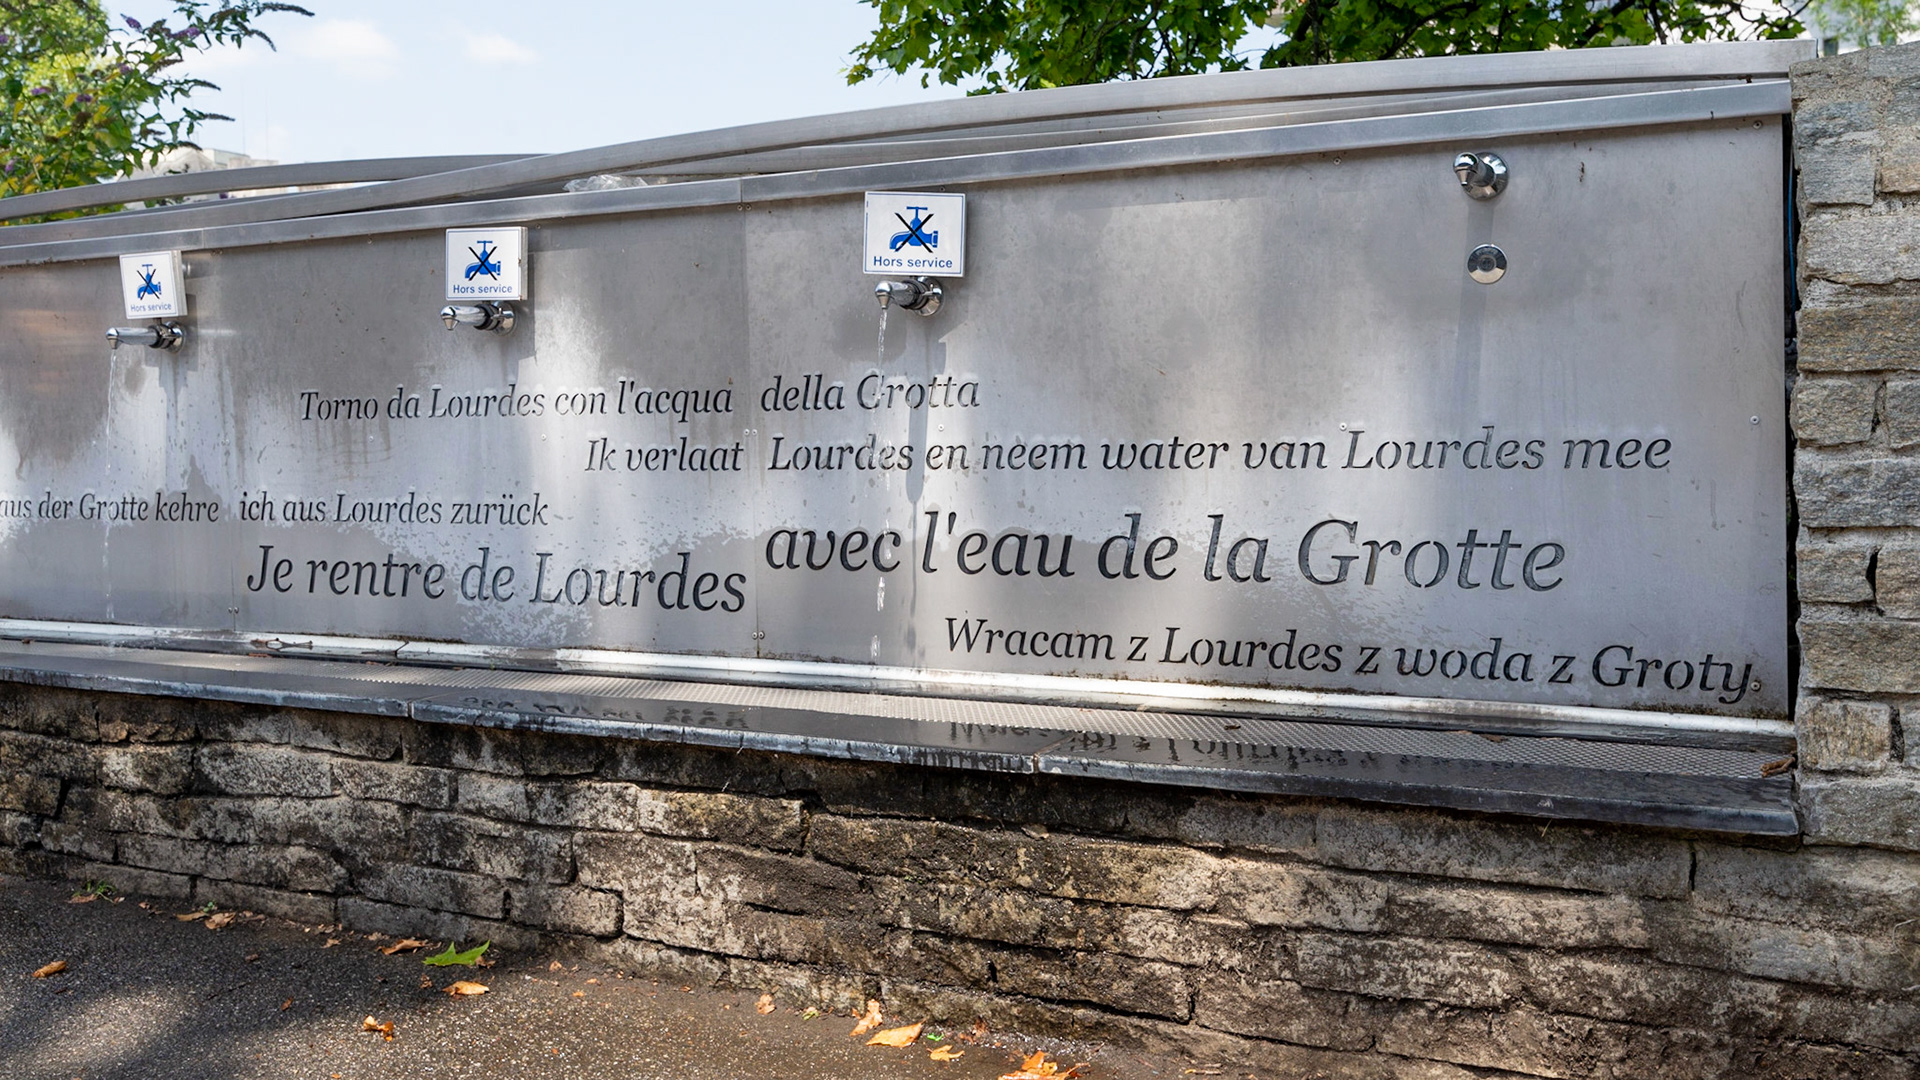 Hors service
Hors service
Hors service
Torno da Lourdes con l'acqua della Grotta
Ik verlaat Lourdes en neem water van Lourdes mee
aus der Grotte kehre ich aus Lourdes zurück
Je rentre de Lourdes avec l'eau de la Grotte
Wracam z Lourdes z woda z Groty